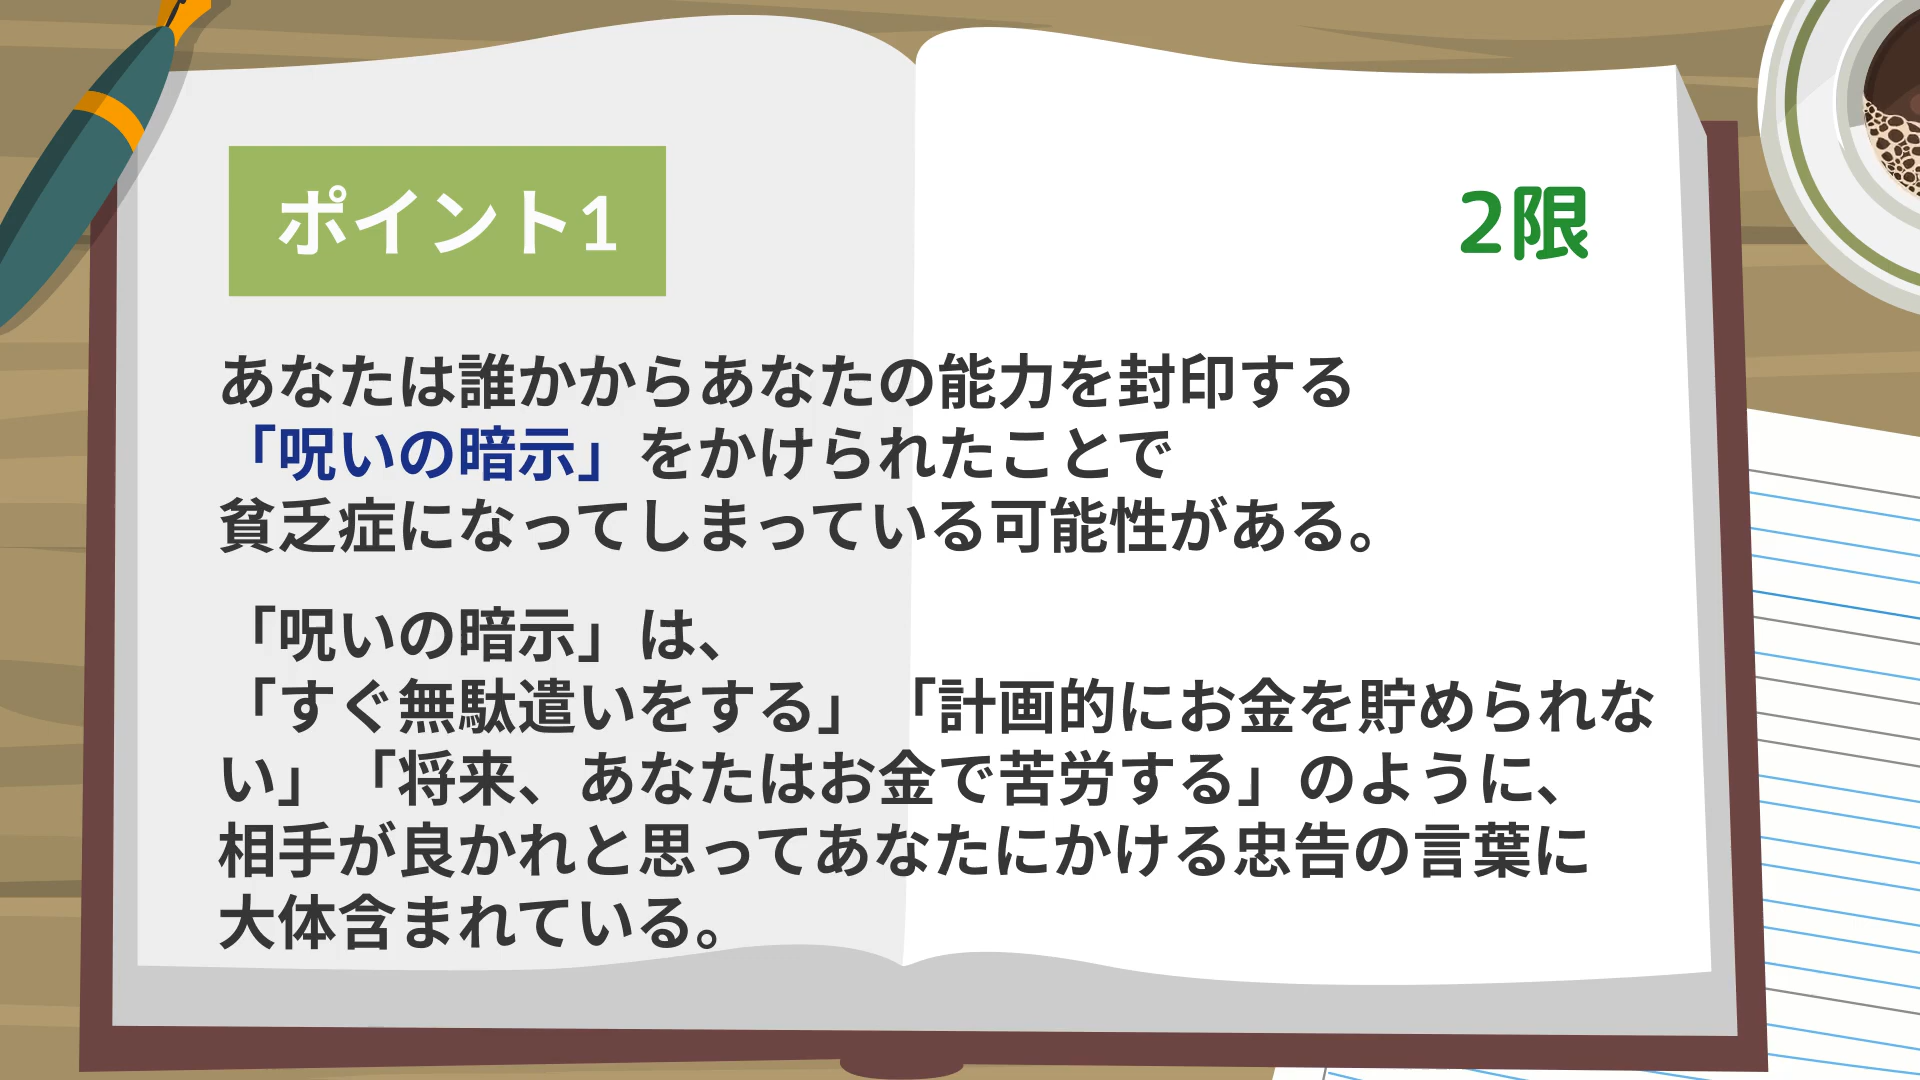 ポイント1
2限
あなたは誰かからあなたの能力を封印する
「呪いの暗示」をかけられたことで
貧乏症になってしまっている可能性がある。
「呪いの暗示」は、
「すぐ無駄遣いをする」「計画的にお金を貯められな
い」「将来、あなたはお金で苦労する」のように、
相手が良かれと思ってあなたにかける忠告の言葉に
大体含まれている。